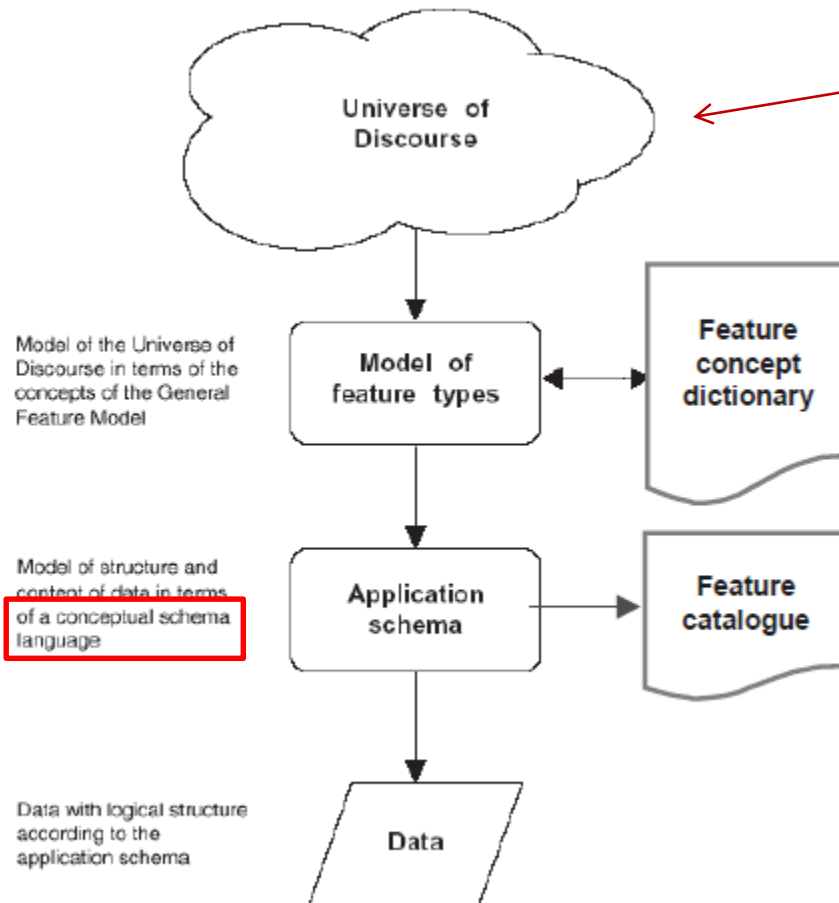 Universe of
Discourse
Model of the Universe of
Discourse in terms of the
concepts of the General
Feature Model
Model of
feature types
Feature
concept
dictionary
Model of structure and
content of data in terms
of a conceptual schema
language
Application
schema
Feature
catalogue
Data with logical structure
according to the
application schema
Data